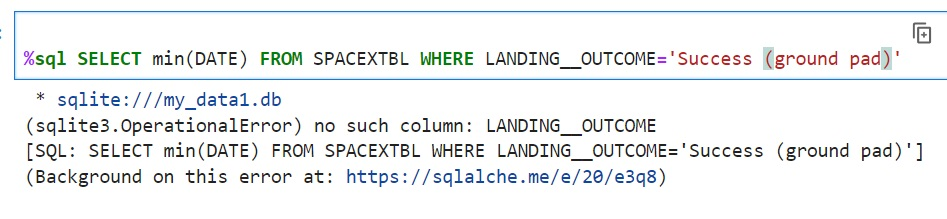 %sql SELECT min(DATE) FROM SPACEXTBL WHERE LANDING__OUTCOME='Success (ground pad)'
* sqlite:///my_data1.db
(sqlite3.OperationalError) no such column: LANDING__OUTCOME
[SQL: SELECT min(DATE) FROM SPACEXTBL WHERE LANDING__OUTCOME='Success (ground pad)']
(Background on this error at: https://sqlalche.me/e/20/e3q8)